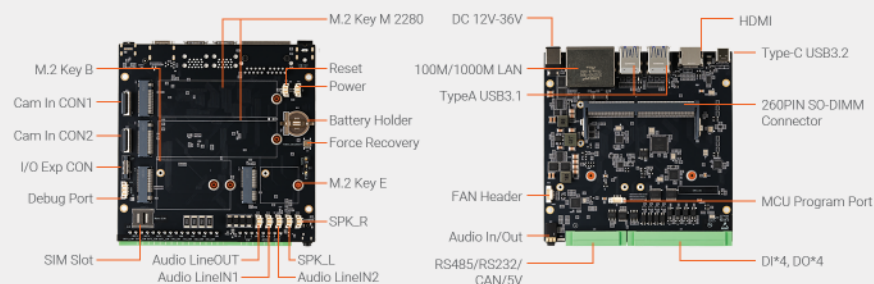 M.2 Key M 2280
M.2 Key B
Reset
Power
Cam In CON1
Battery Holder
Cam In CON2
Force Recovery
I/O Exp CON
M.2 Key E
Debug Port
SPK_R
SIM Slot
Audio LineOUT
SPK_L
Audio LineIN1
Audio LineIN2
DC 12V-36V
HDMI
Type-C USB3.2
100M/1000M LAN
TypeA USB3.1
260PIN SO-DIMM
Connector
FAN Header
MCU Program Port
Audio In/Out
RS485/RS232/
CAN/5V
DI*4, DO*4